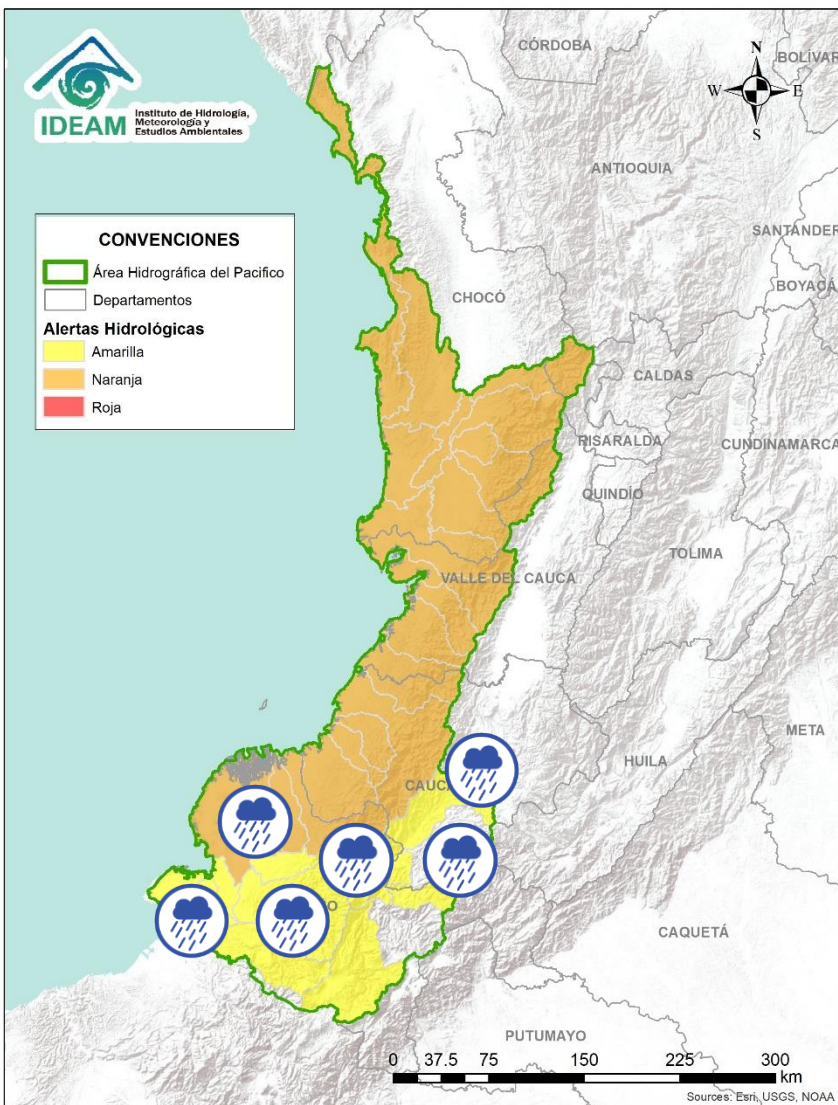 IDEAM
Instituto de Hidrología,
Meteorología y
Estudios Ambientales
CÓRDOBA
BOLÍVAR
N
W
E
S
ANTIOQUIA
SANTANDER
BOYACÁ
CONVENCIONES
Área Hidrográfica del Pacifico
Departamentos
Alertas Hidrológicas
Amarilla
Naranja
Roja
CHOCÓ
CALDAS
RISARALDA
CUNDINAMARCA
QUINDÍO
TOLIMA
VALLE DEL CAUCA
META
HUILA
CAUCA
CAQUETÁ
PUTUMAYO
0 37.5 75 150 225 300
km
Sources: Esri, USGS, NOAA